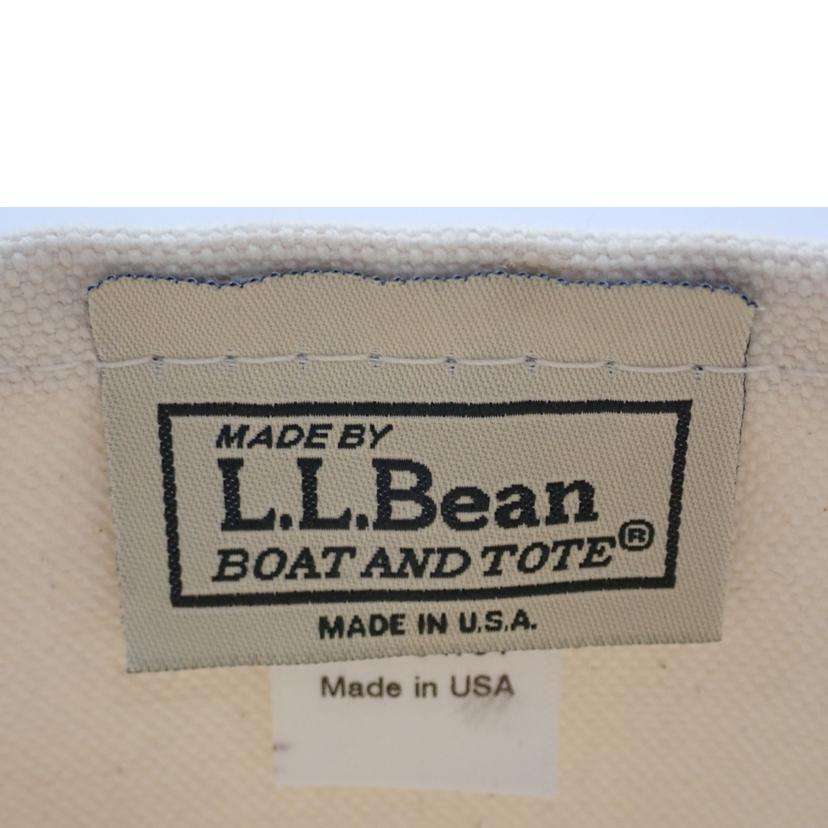 MADE BY
L.L.Bean
BOAT AND TOTE®
MADE IN U.S.A.
Made in USA